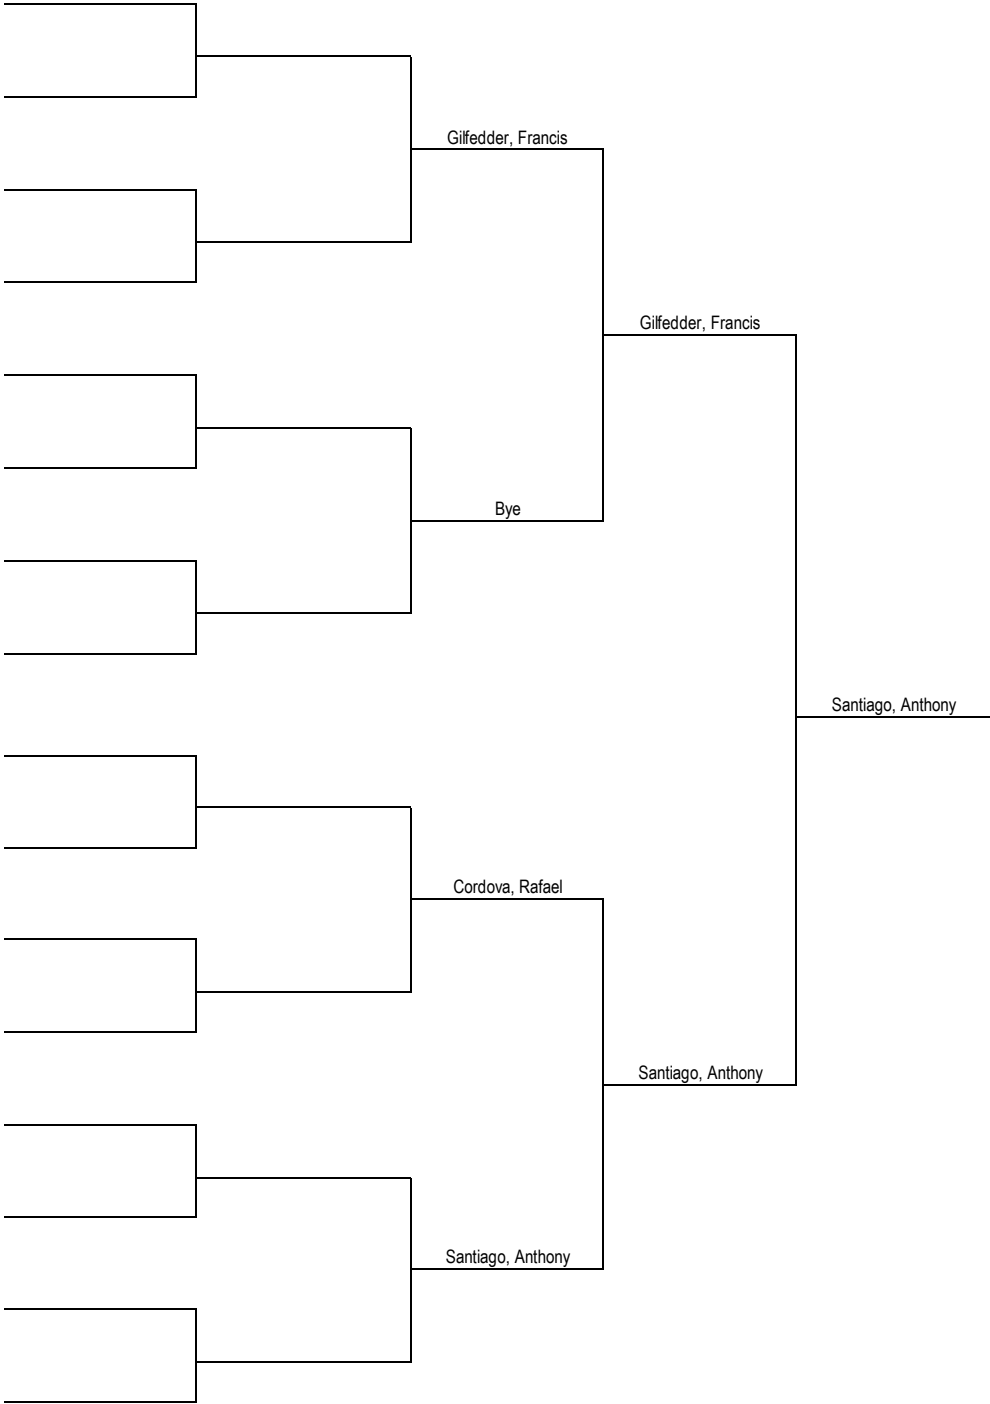 Gilfedder, Francis
Gilfedder, Francis
Bye
Santiago, Anthony
Cordova, Rafael
Santiago, Anthony
Santiago, Anthony